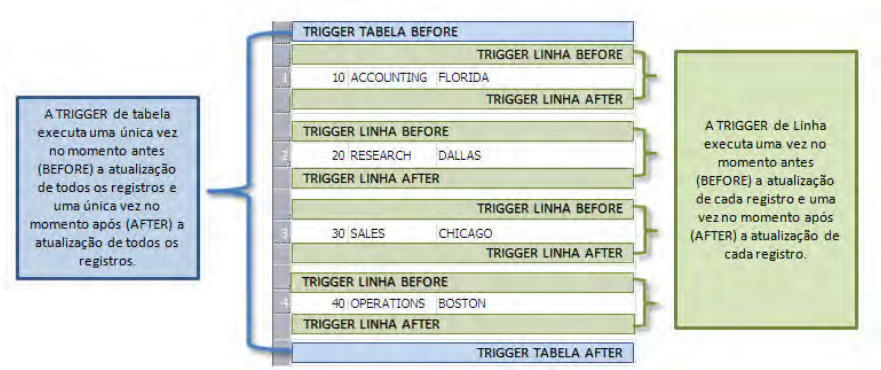 TRIGGER TABELA BEFORE
TRIGGER LINHA BEFORE
1 10 ACCOUNTING FLORIDA
TRIGGER LINHA AFTER
TRIGGER LINHA BEFORE
2 20 RESEARCH DALLAS
TRIGGER LINHA AFTER
TRIGGER LINHA BEFORE
3 30 SALES CHICAGO
TRIGGER LINHA AFTER
TRIGGER LINHA BEFORE
4 40 OPERATIONS BOSTON
TRIGGER LINHA AFTER
TRIGGER TABELA AFTER
A TRIGGER de tabela
executa uma única vez
no momento antes
(BEFORE) a atualização
de todos os registros e
uma única vez no
momento após (AFTER) a
atualização de todos os
registros.
A TRIGGER de Linha
executa uma vez no
momento antes
(BEFORE) a atualização
de cada registro e uma
vez no momento após
(AFTER) a atualização de
cada registro.